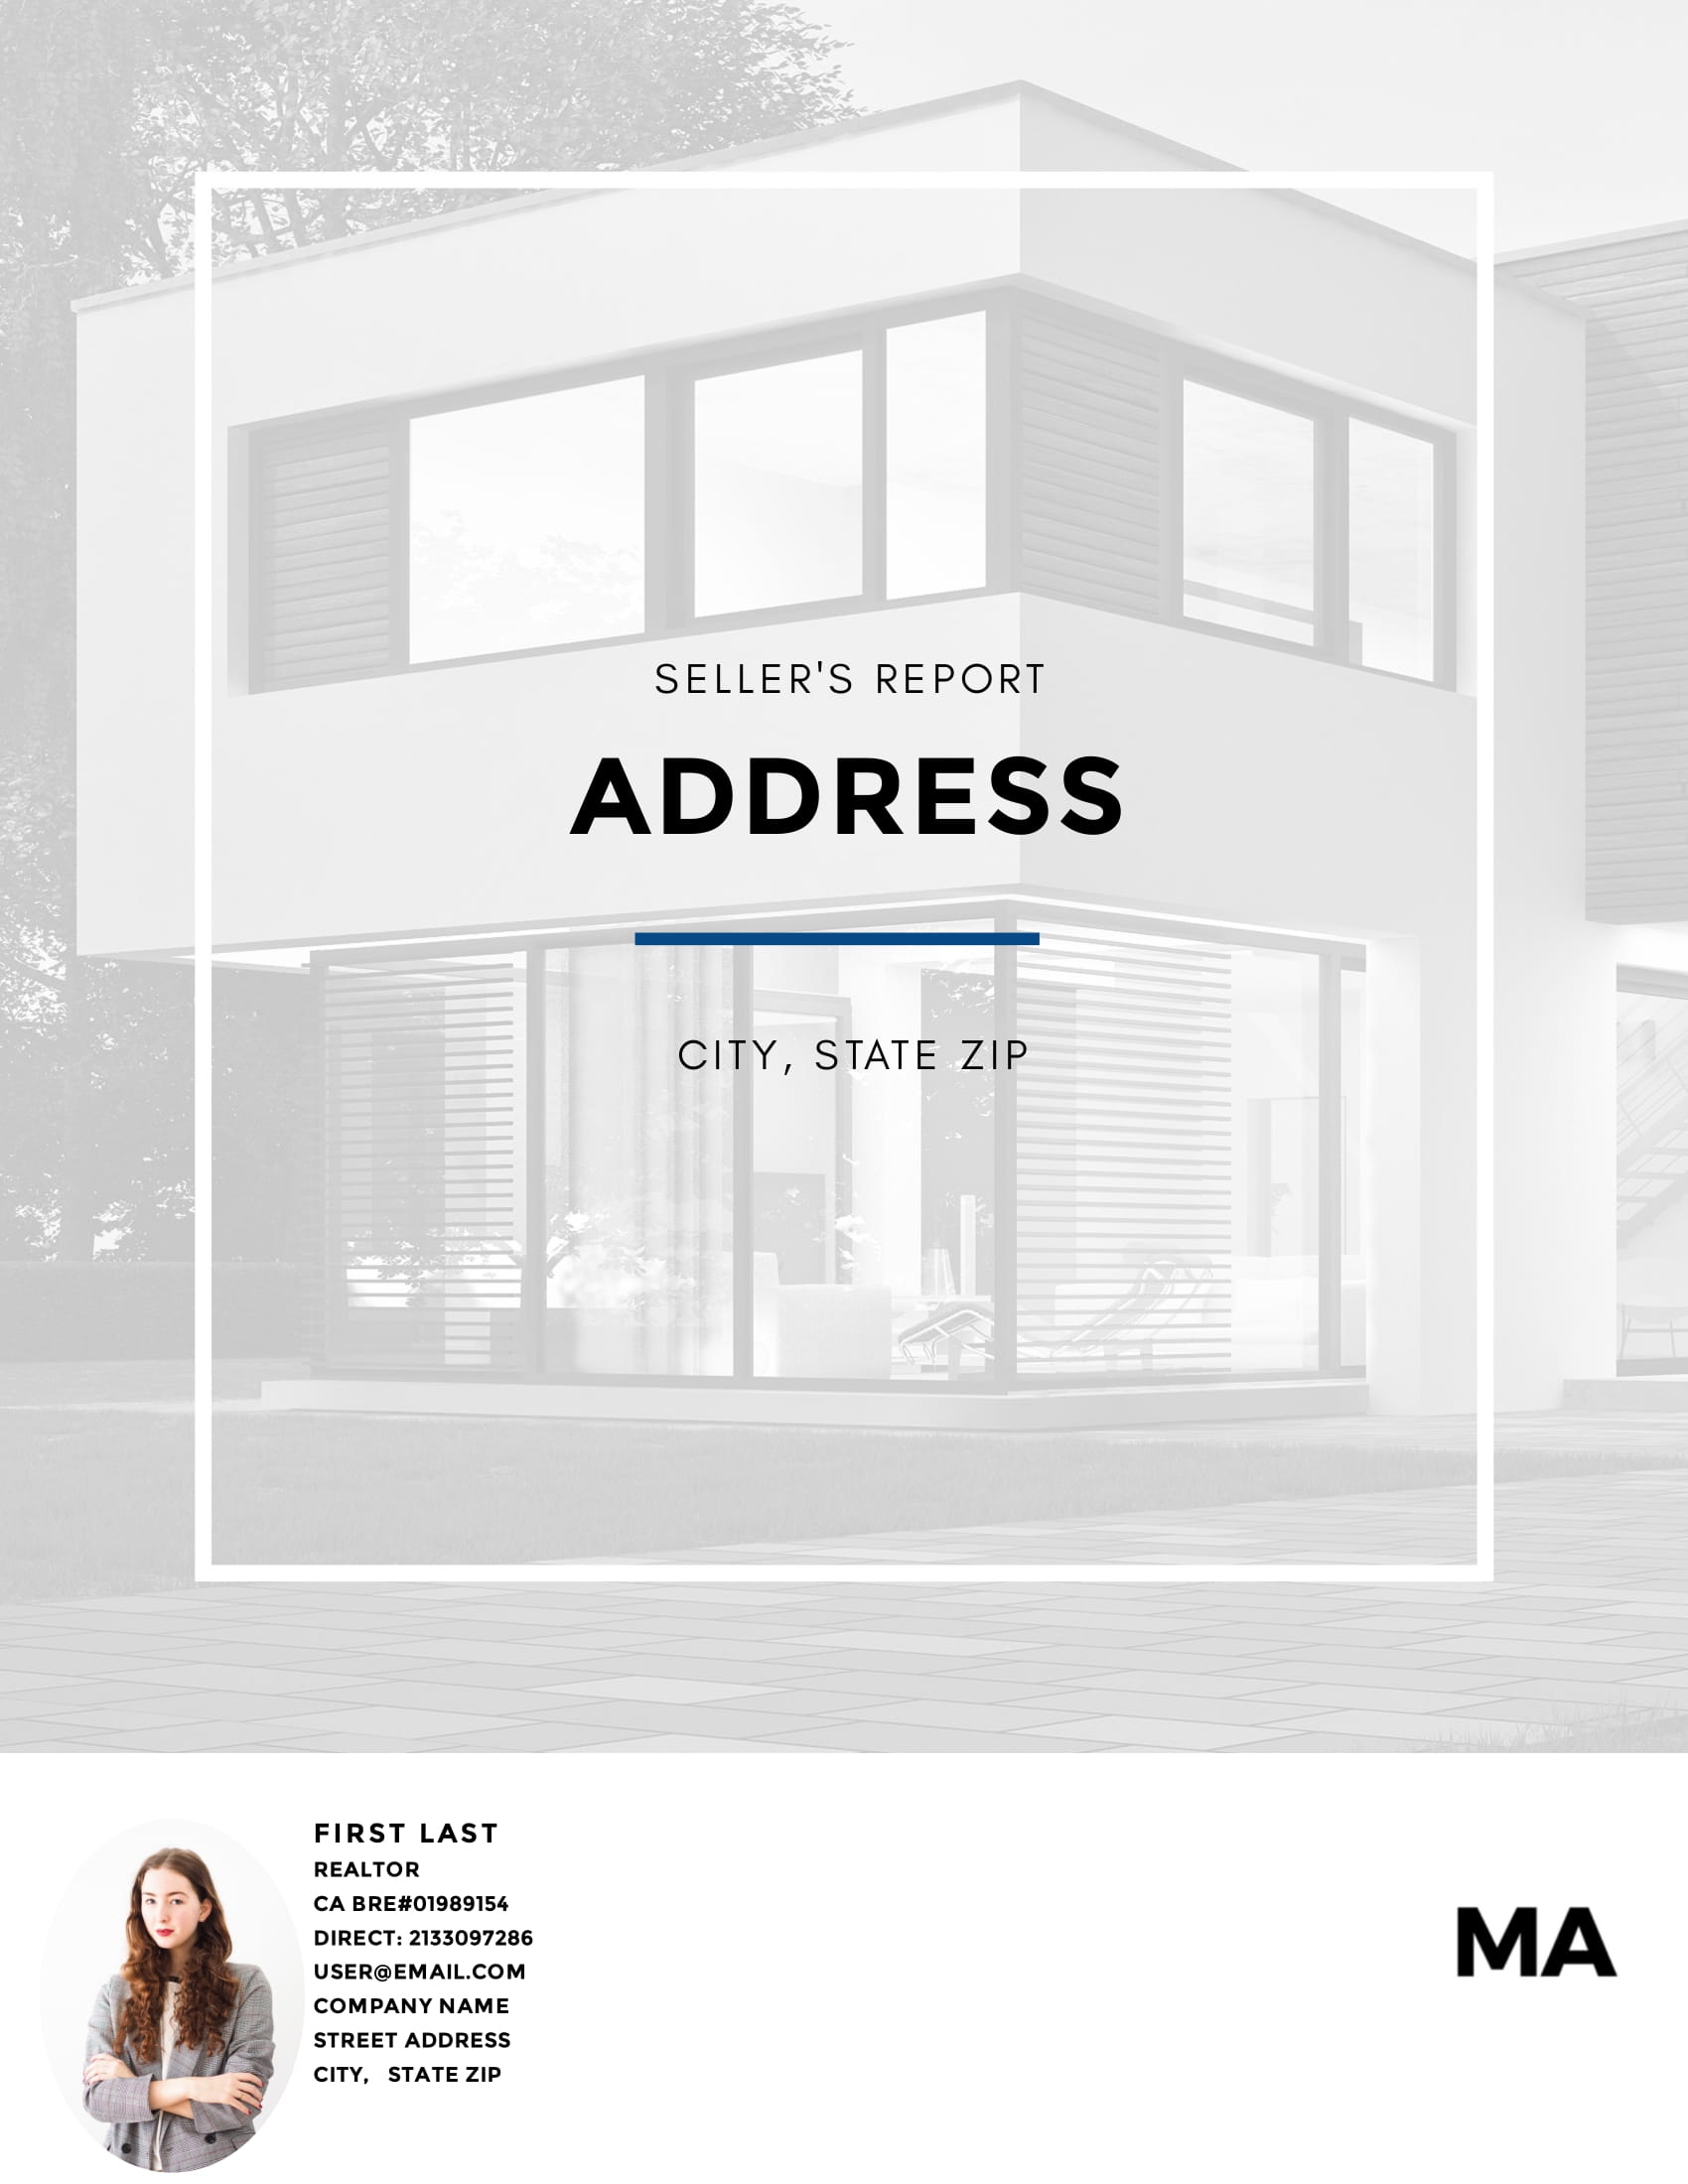 SELLER'S REPORT
ADDRESS
CITY, STATE ZIP
FIRST LAST
REALTOR
CA BRE#01989154
DIRECT: 2133097286
USER@EMAIL.COM
COMPANY NAME
STREET ADDRESS
CITY, STATE ZIP
MA